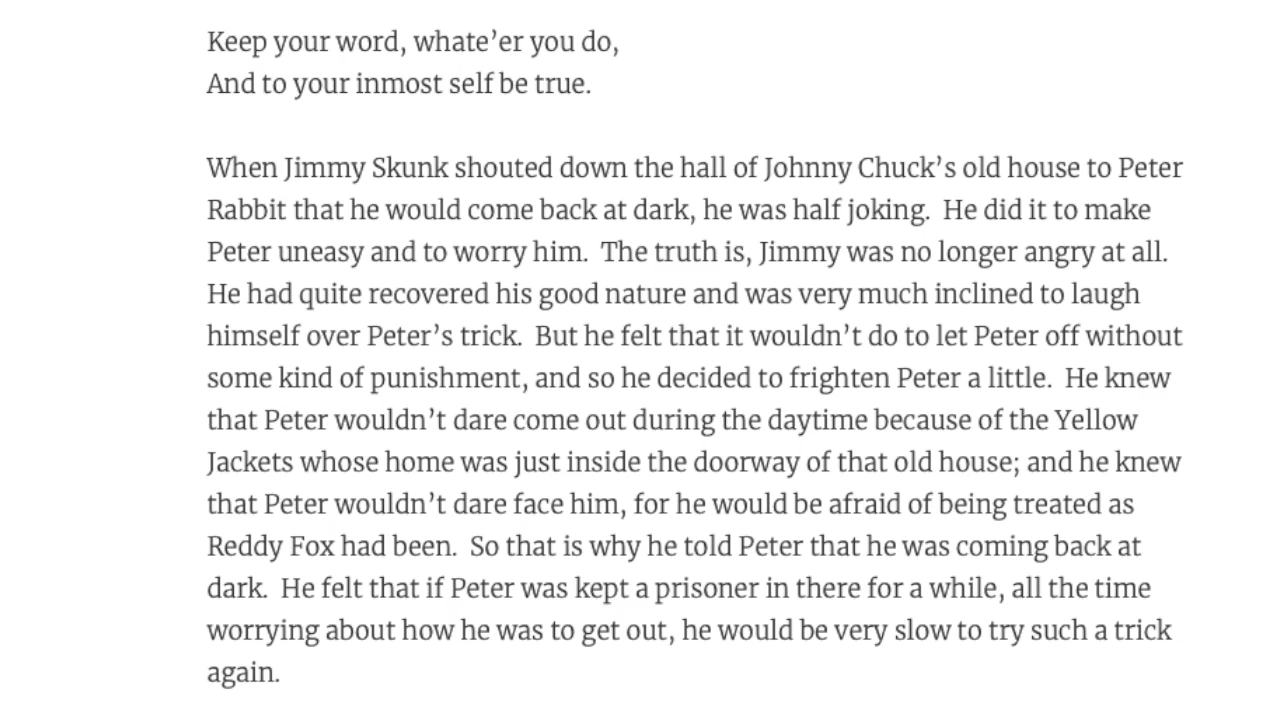 Keep your word, whate’er you do,
And to your inmost self be true.
When Jimmy Skunk shouted down the hall of Johnny Chuck’s old house to Peter
Rabbit that he would come back at dark, he was half joking.  He did it to make
Peter uneasy and to worry him.  The truth is, Jimmy was no longer angry at all.
He had quite recovered his good nature and was very much inclined to laugh
himself over Peter’s trick.  But he felt that it wouldn’t do to let Peter off without
some kind of punishment, and so he decided to frighten Peter a little.  He knew
that Peter wouldn’t dare come out during the daytime because of the Yellow
Jackets whose home was just inside the doorway of that old house; and he knew
that Peter wouldn’t dare face him, for he would be afraid of being treated as
Reddy Fox had been.  So that is why he told Peter that he was coming back at
dark.  He felt that if Peter was kept a prisoner in there for a while, all the time
worrying about how he was to get out, he would be very slow to try such a trick
again.